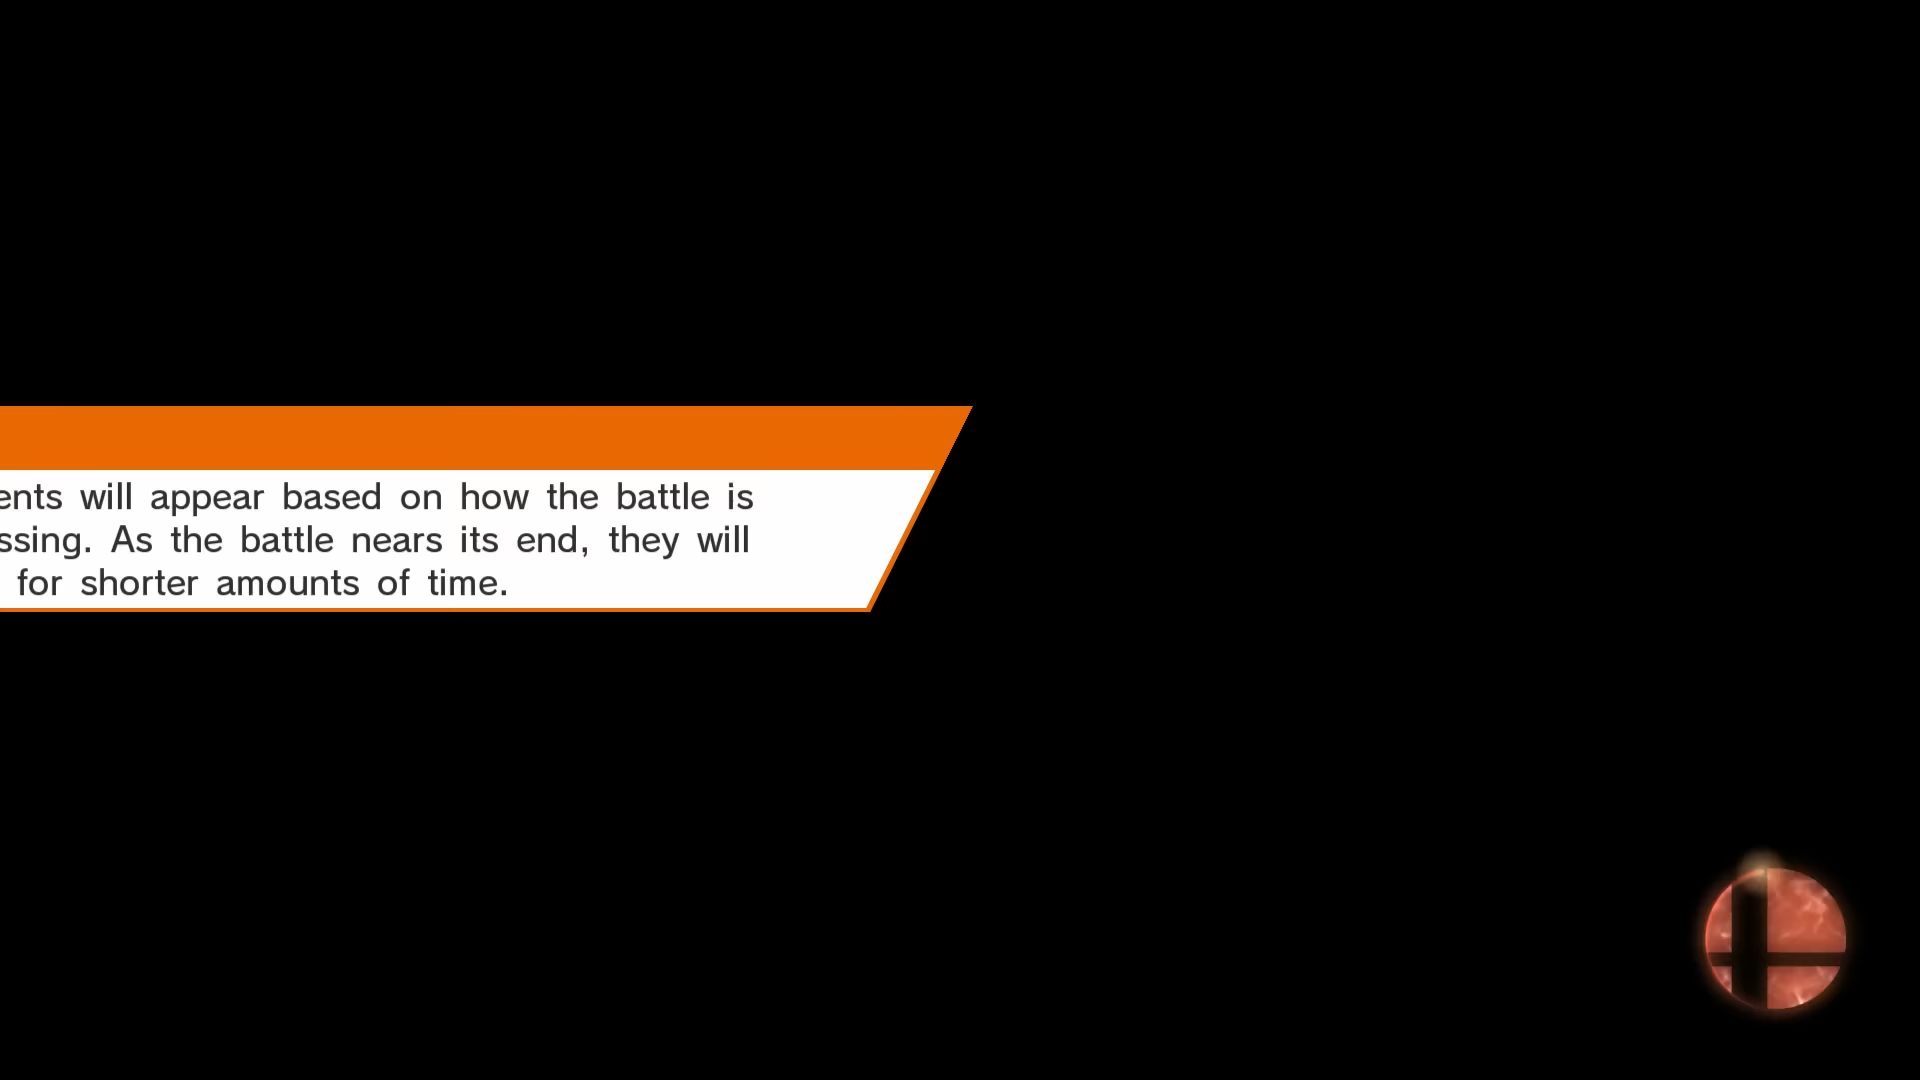 ents will appear based on how the battle is
ssing. As the battle nears its end, they will
for shorter amounts of time.